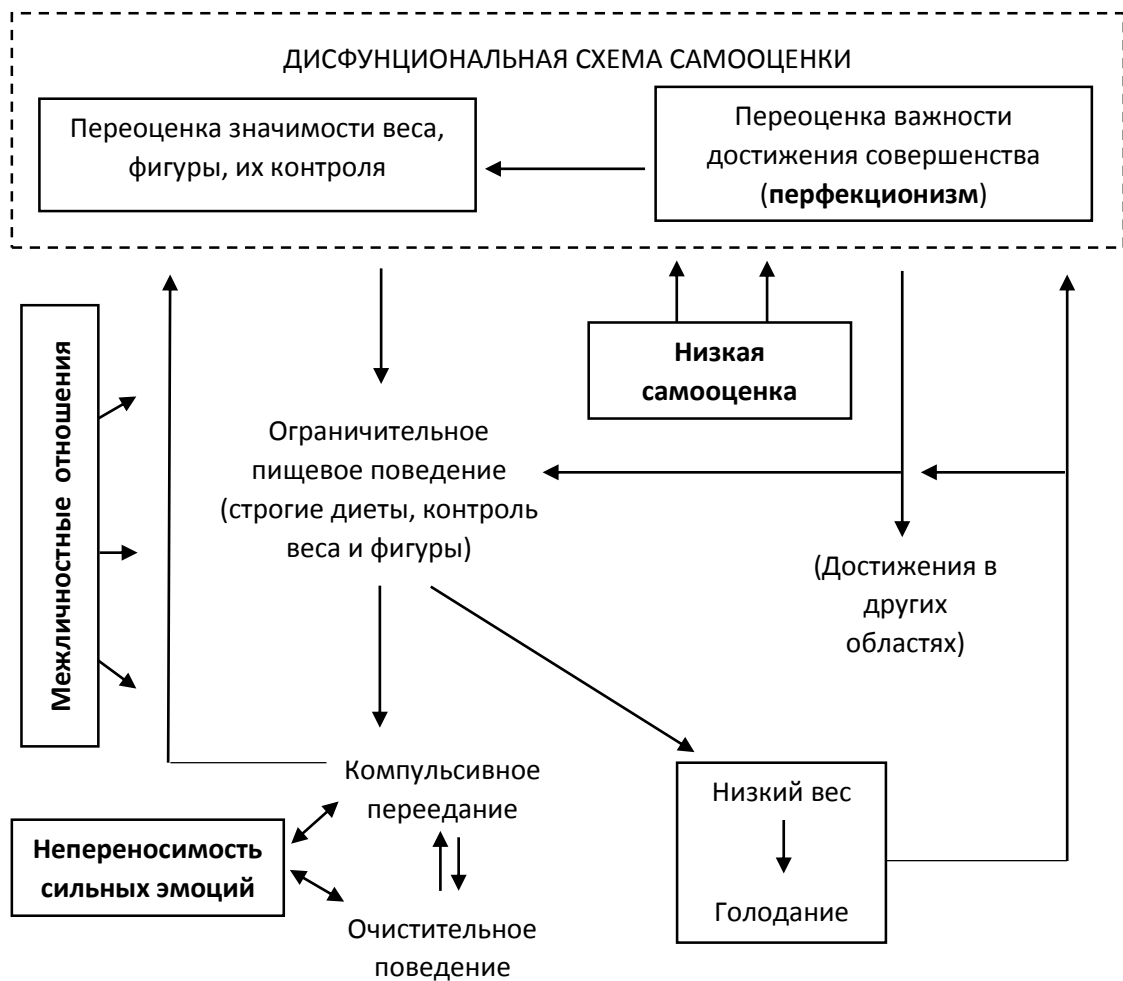 ДИСФУНЦИОНАЛЬНАЯ СХЕМА САМООЦЕНКИ
Переоценка значимости веса,
фигуры, их контроля
Переоценка важности
достижения совершенства
(перфекционизм)
Низкая
самооценка
Межличностные отношения
Ограничительное
пищевое поведение
(строгие диеты, контроль
веса и фигуры)
(Достижения в
других
областях)
Компульсивное
переедание
Низкий вес
Голодание
Непереносимость
сильных эмоций
Очистительное
поведение